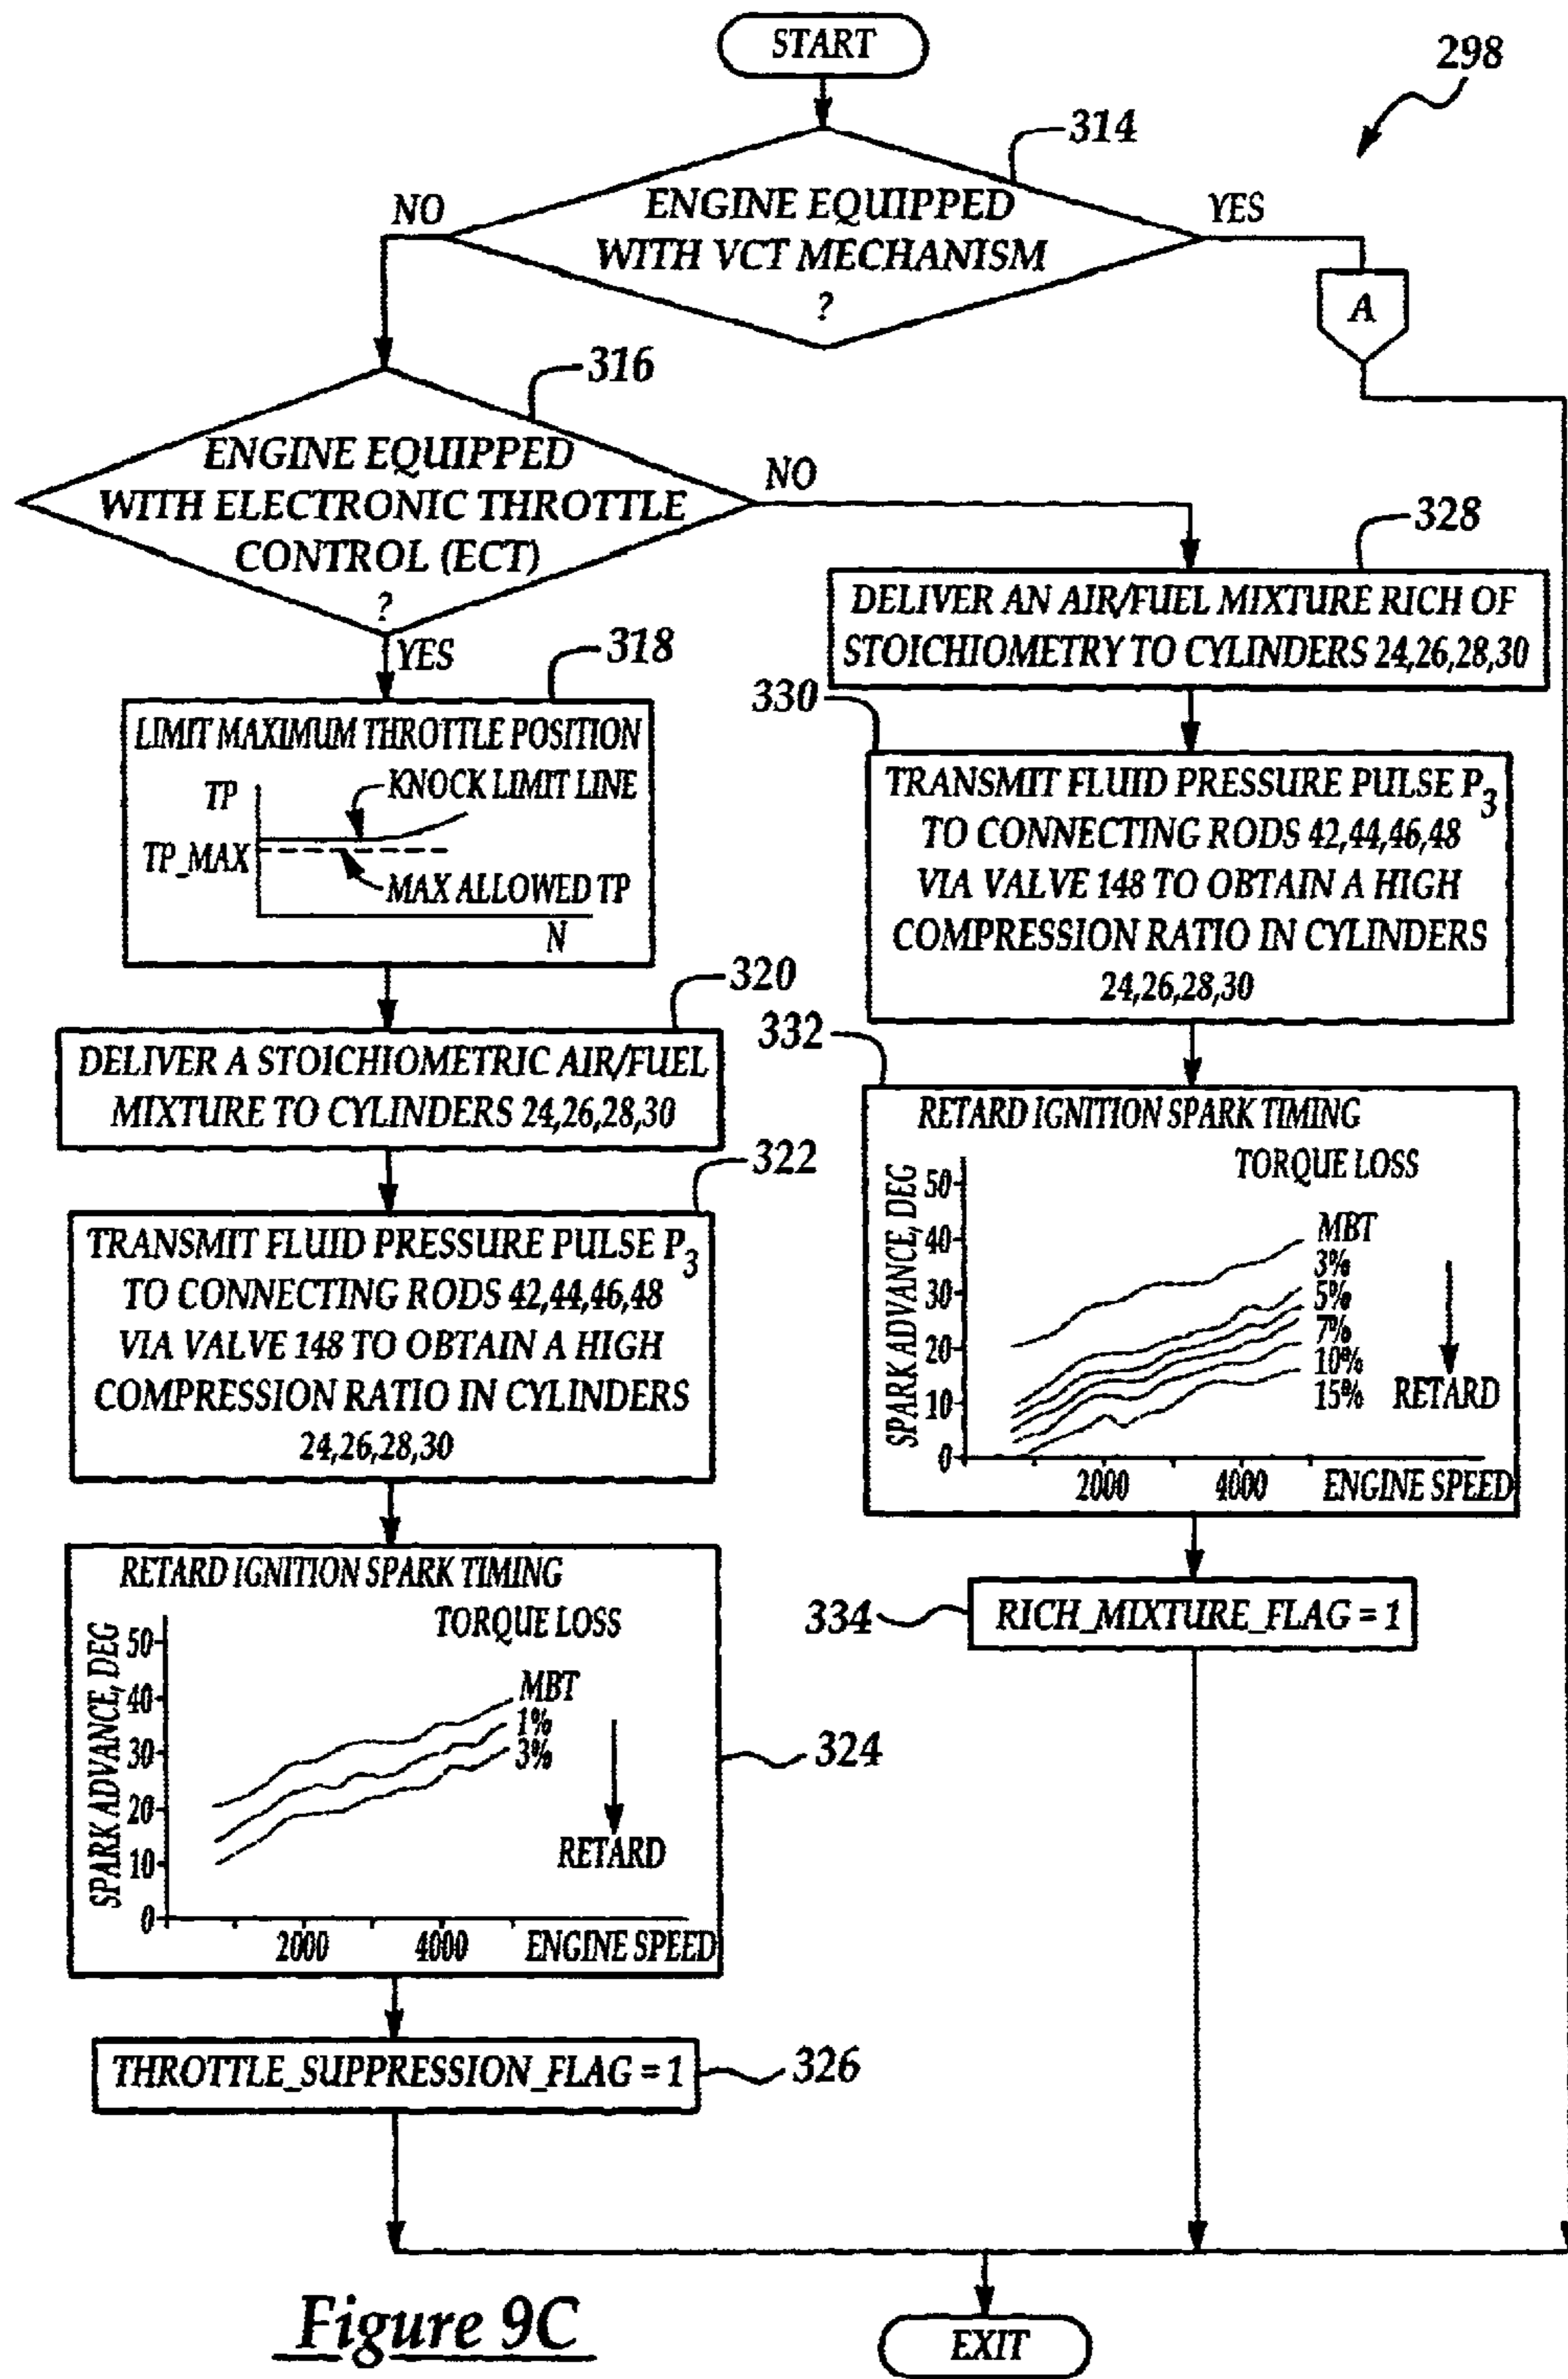 START
298
314
NO
ENGINE EQUIPPED
WITH VCT MECHANISM
?
YES
A
316
ENGINE EQUIPPED
WITH ELECTRONIC THROTTLE
CONTROL (ECT)
?
NO
YES
318
LIMIT MAXIMUM THROTTLE POSITION
TP
KNOCK LIMIT LINE
TP_MAX
MAX ALLOWED TP
N
320
DELIVER A STOICHIOMETRIC AIR/FUEL
MIXTURE TO CYLINDERS 24,26,28,30
322
TRANSMIT FLUID PRESSURE PULSE P3
TO CONNECTING RODS 42,44,46,48
VIA VALVE 148 TO OBTAIN A HIGH
COMPRESSION RATIO IN CYLINDERS
24,26,28,30
RETARD IGNITION SPARK TIMING
TORQUE LOSS
SPARK ADVANCE, DEG
50
40
30
20
10
0
MBT
1%
3%
RETARD
2000
4000
ENGINE SPEED
324
THROTTLE_SUPPRESSION_FLAG = 1
326
328
DELIVER AN AIR/FUEL MIXTURE RICH OF
STOICHIOMETRY TO CYLINDERS 24,26,28,30
330
TRANSMIT FLUID PRESSURE PULSE P3
TO CONNECTING RODS 42,44,46,48
VIA VALVE 148 TO OBTAIN A HIGH
COMPRESSION RATIO IN CYLINDERS
24,26,28,30
332
RETARD IGNITION SPARK TIMING
TORQUE LOSS
SPARK ADVANCE, DEG
50
40
30
20
10
0
MBT
3%
5%
7%
10%
15%
RETARD
2000
4000
ENGINE SPEED
334
RICH_MIXTURE_FLAG = 1
EXIT
Figure 9C